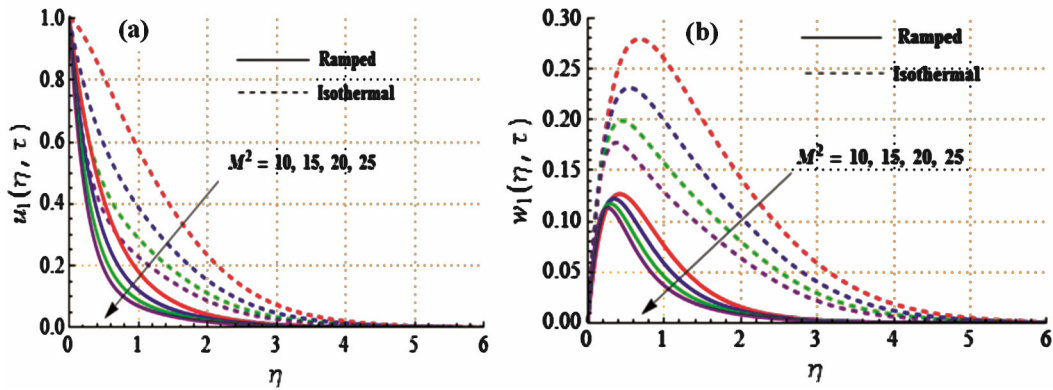 (a)
Ramped
Isothermal
M² = 10, 15, 20, 25
u₁(η, τ)
1.0
0.8
0.6
0.4
0.2
0.0
0 1 2 3 4 5 6
η
(b)
Ramped
Isothermal
M² = 10, 15, 20, 25
w₁(η, τ)
0.30
0.25
0.20
0.15
0.10
0.05
0.00
0 1 2 3 4 5 6
η